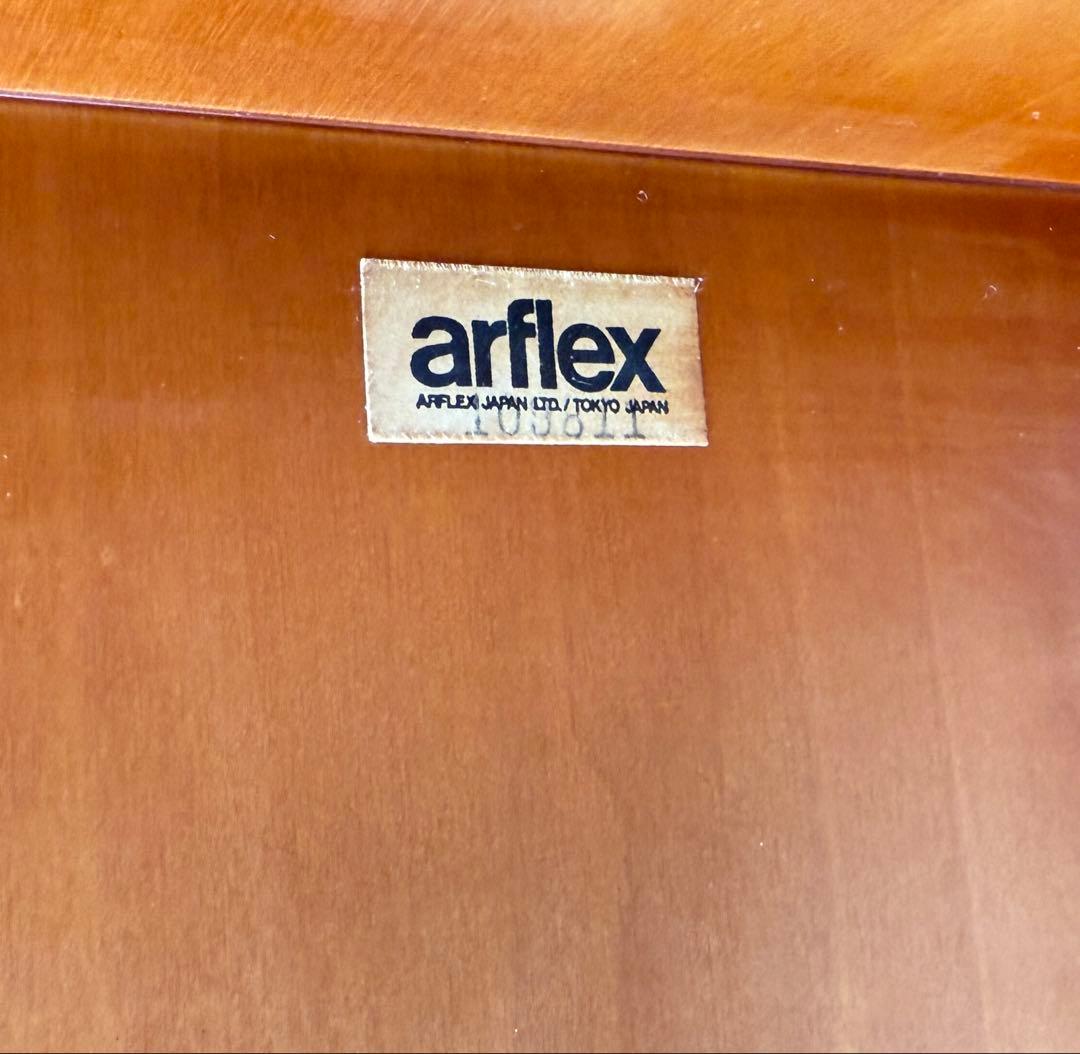 arflex
ARFLEX JAPAN LTD. / TOKYO JAPAN